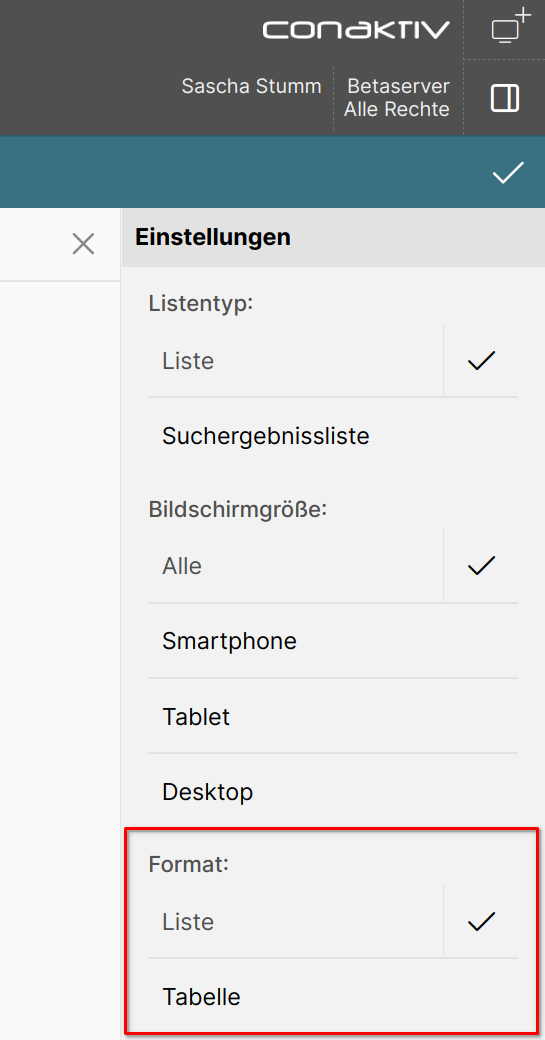 CONAKTIV
Sascha Stumm
Betaserver
Alle Rechte
Einstellungen
Listentyp:
Liste
Suchergebnissliste
Bildschirmgröße:
Alle
Smartphone
Tablet
Desktop
Format:
Liste
Tabelle